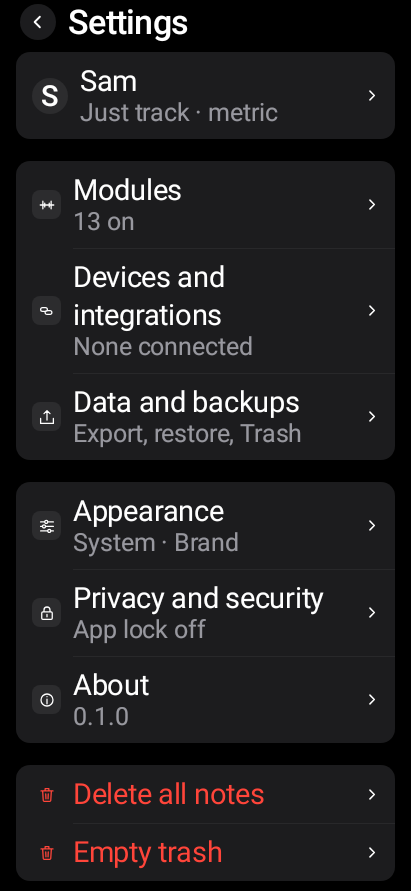 Settings
S
Sam
Just track · metric
Modules
13 on
Devices and
integrations
None connected
Data and backups
Export, restore, Trash
Appearance
System · Brand
Privacy and security
App lock off
About
0.1.0
Delete all notes
Empty trash